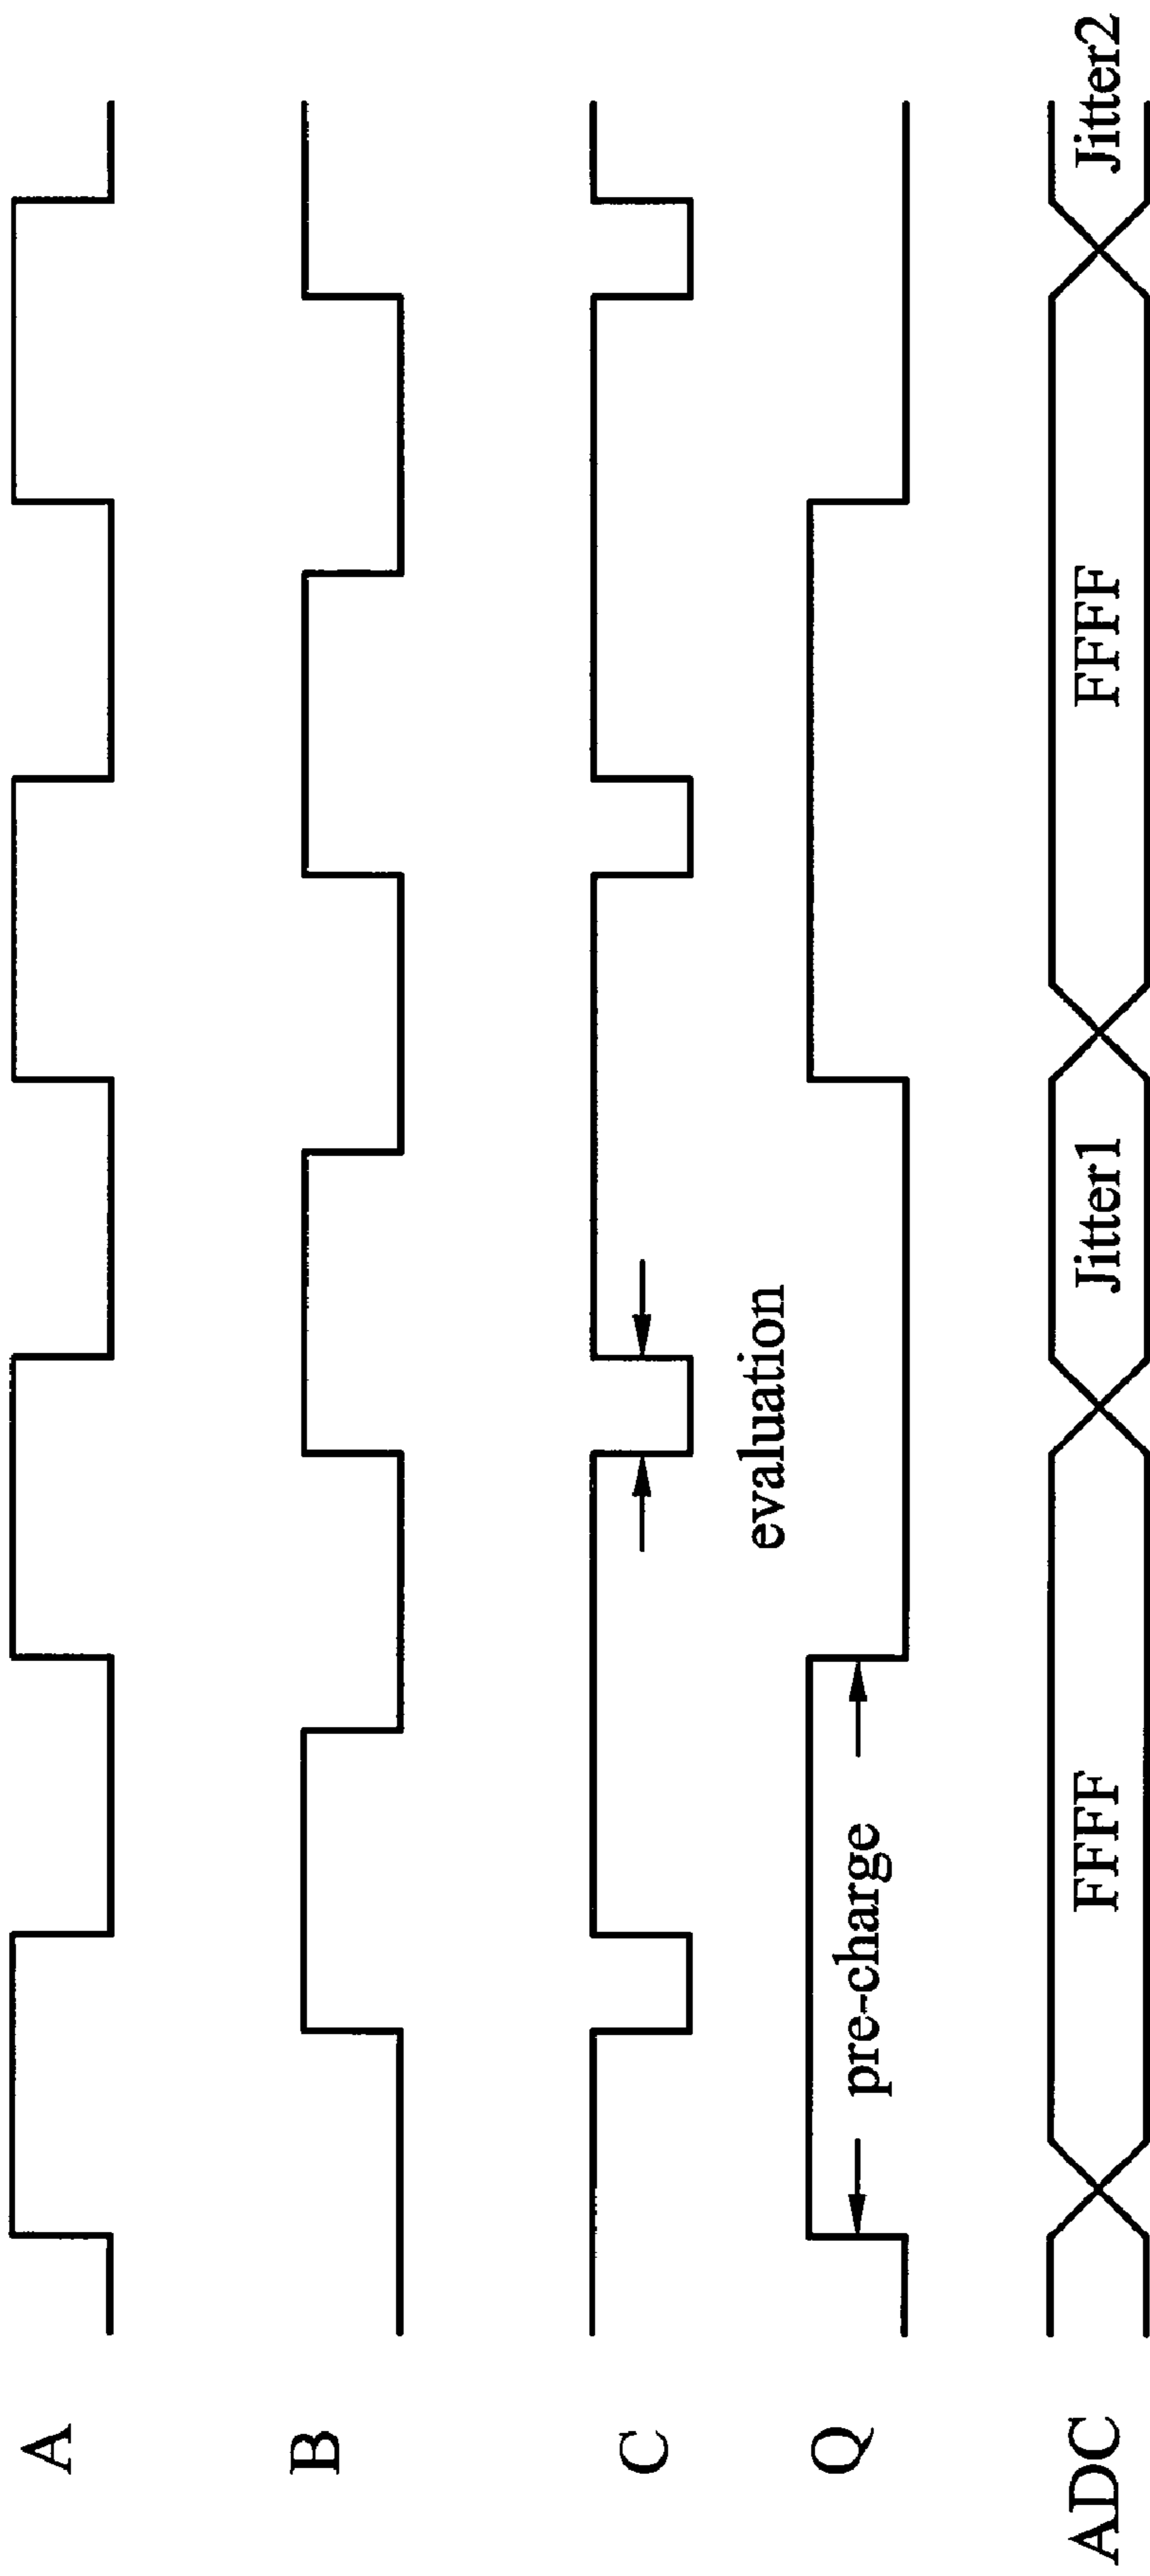 A
B
C
evaluation
Q
pre-charge
ADC
FFFF
Jitter1
FFFF
Jitter2